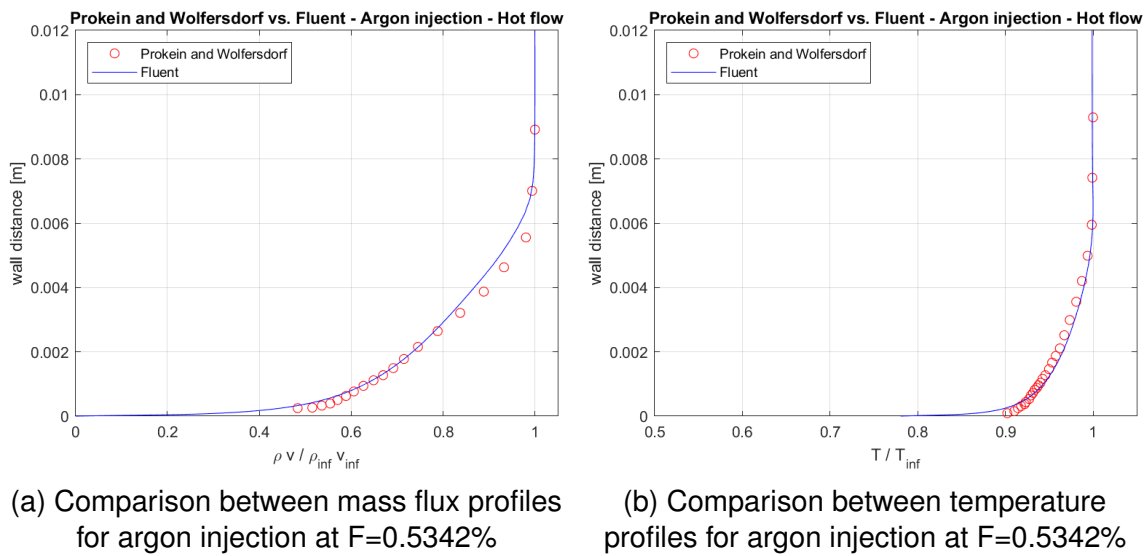 Prokein and Wolfersdorf vs. Fluent - Argon injection - Hot flow
0.012
0.01
0.008
0.006
0.004
0.002
0
wall distance [m]
Prokein and Wolfersdorf
Fluent
0 0.2 0.4 0.6 0.8 1
ρ v / ρinf vinf
(a) Comparison between mass flux profiles
for argon injection at F=0.5342%
Prokein and Wolfersdorf vs. Fluent - Argon injection - Hot flow
0.012
0.01
0.008
0.006
0.004
0.002
0
wall distance [m]
Prokein and Wolfersdorf
Fluent
0.5 0.6 0.7 0.8 0.9 1
T / Tinf
(b) Comparison between temperature
profiles for argon injection at F=0.5342%